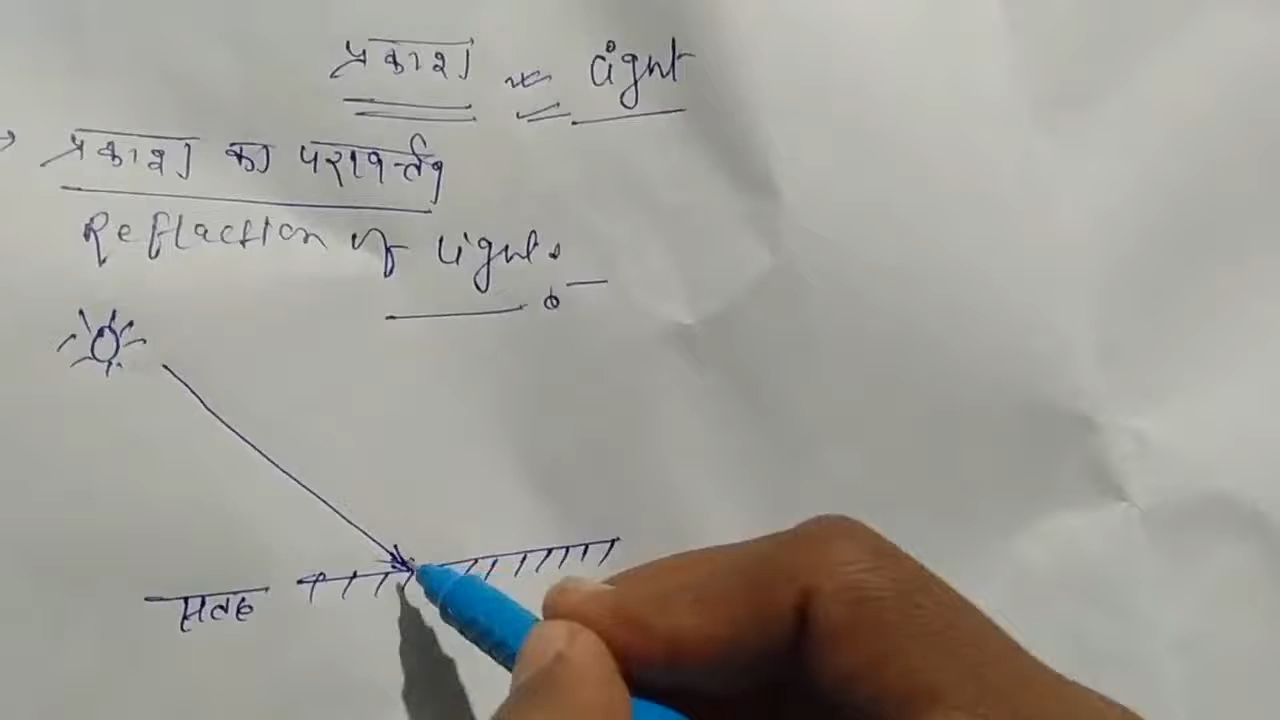 प्रकाश Light
प्रकाश का परावर्तन
Reflaction of Light :-
सतह